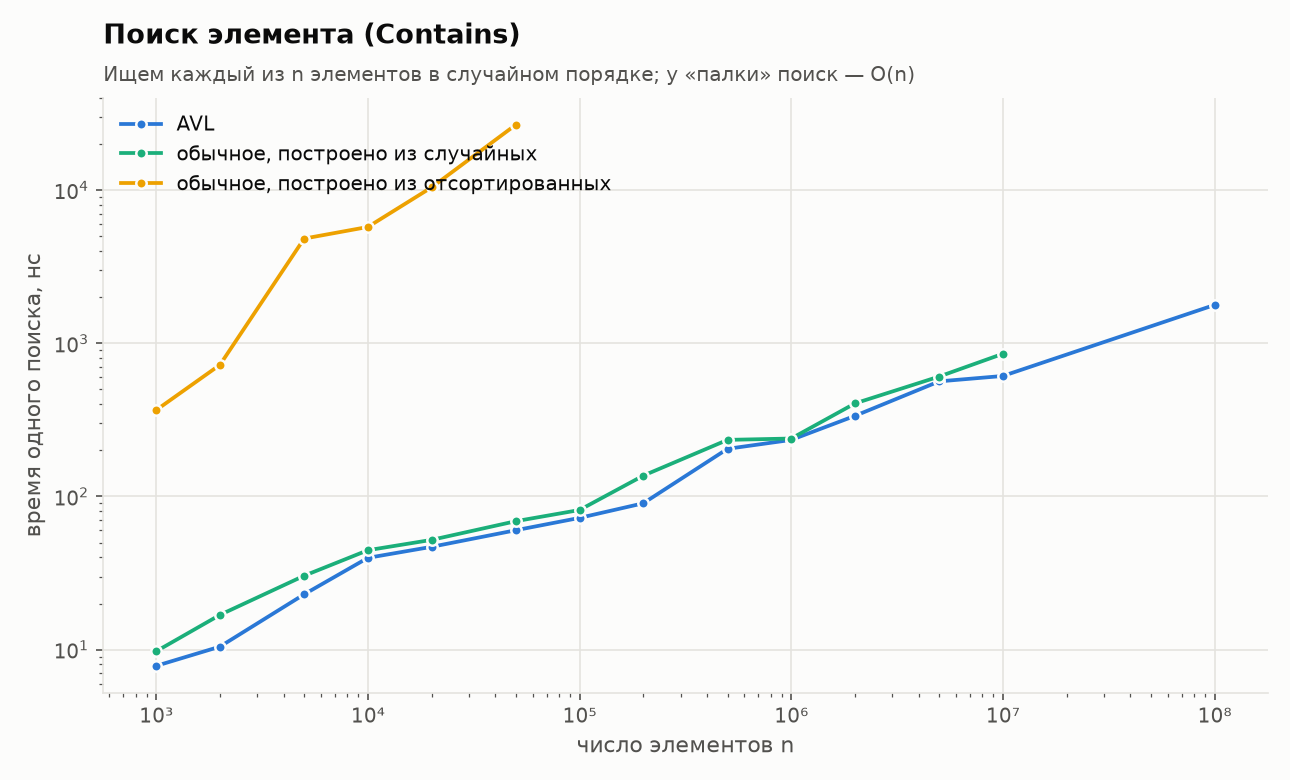 Поиск элемента (Contains)
Ищем каждый из n элементов в случайном порядке; у «палки» поиск — O(n)
AVL
обычное, построено из случайных
обычное, построено из отсортированных
время одного поиска, нс
10⁴
10³
10²
10¹
10³ 10⁴ 10⁵ 10⁶ 10⁷ 10⁸
число элементов n